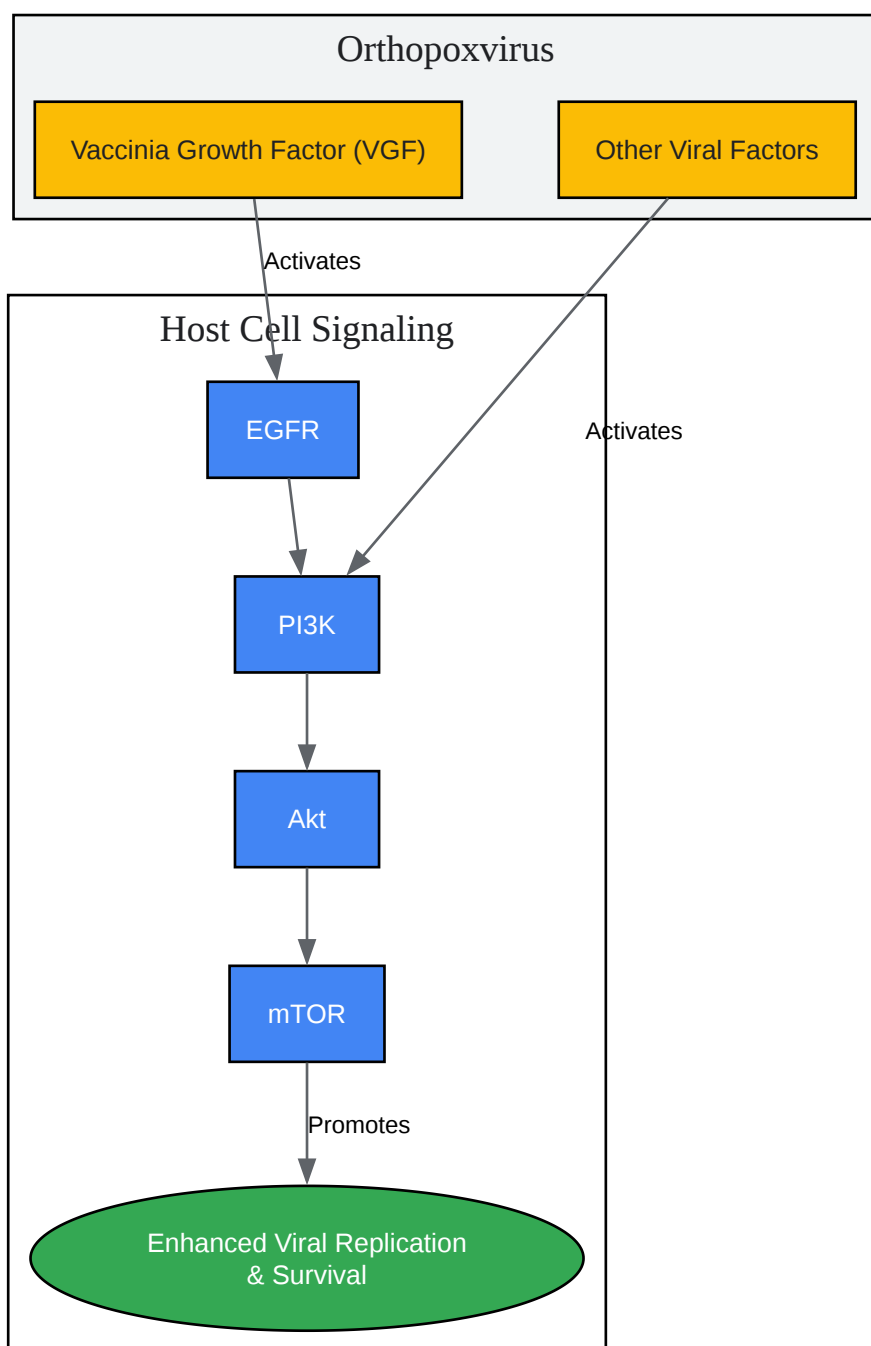 Orthopoxvirus
Vaccinia Growth Factor (VGF)
Other Viral Factors
Activates
Host Cell Signaling
EGFR
Activates
PI3K
Akt
mTOR
Promotes
Enhanced Viral Replication
& Survival